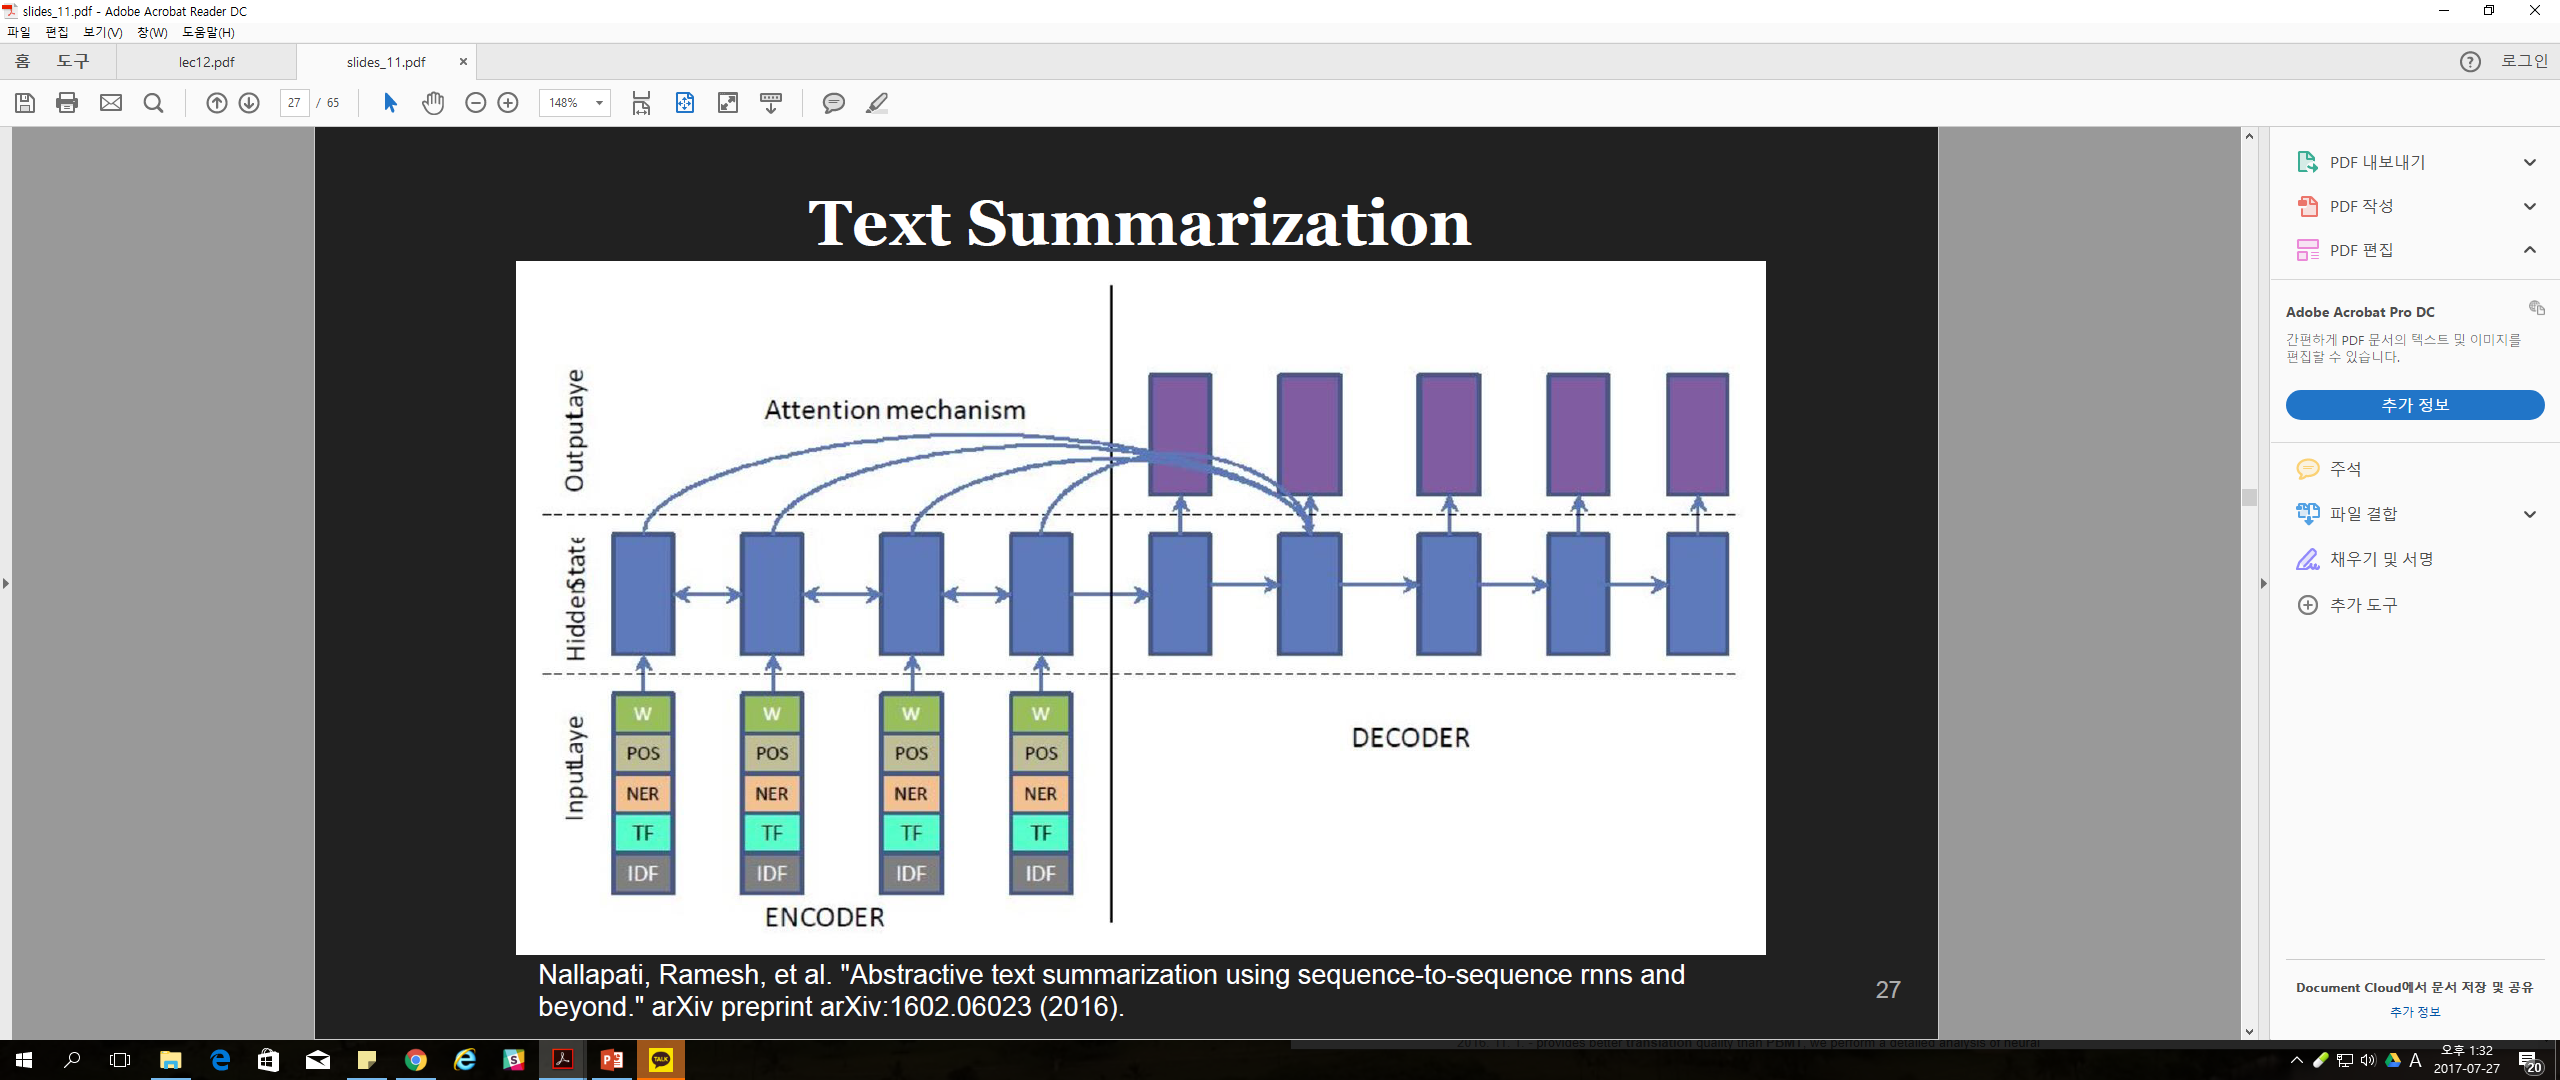 slides_11.pdf - Adobe Acrobat Reader DC
파일 편집 보기(V) 창(W) 도움말(H)
홈 도구 lec12.pdf slides_11.pdf × ? 로그인
27 / 65 148%
Text Summarization
Output Laye
Attention mechanism
Hidden State
Input Laye
W W W W
POS POS POS POS
NER NER NER NER
TF TF TF TF
IDF IDF IDF IDF
ENCODER
DECODER
Nallapati, Ramesh, et al. "Abstractive text summarization using sequence-to-sequence rnns and
beyond." arXiv preprint arXiv:1602.06023 (2016).
27
PDF 내보내기
PDF 작성
PDF 편집
Adobe Acrobat Pro DC
간편하게 PDF 문서의 텍스트 및 이미지를
편집할 수 있습니다.
추가 정보
주석
파일 결합
채우기 및 서명
추가 도구
Document Cloud에서 문서 저장 및 공유
추가 정보
TALK
A
오후 1:32
2017-07-27
20